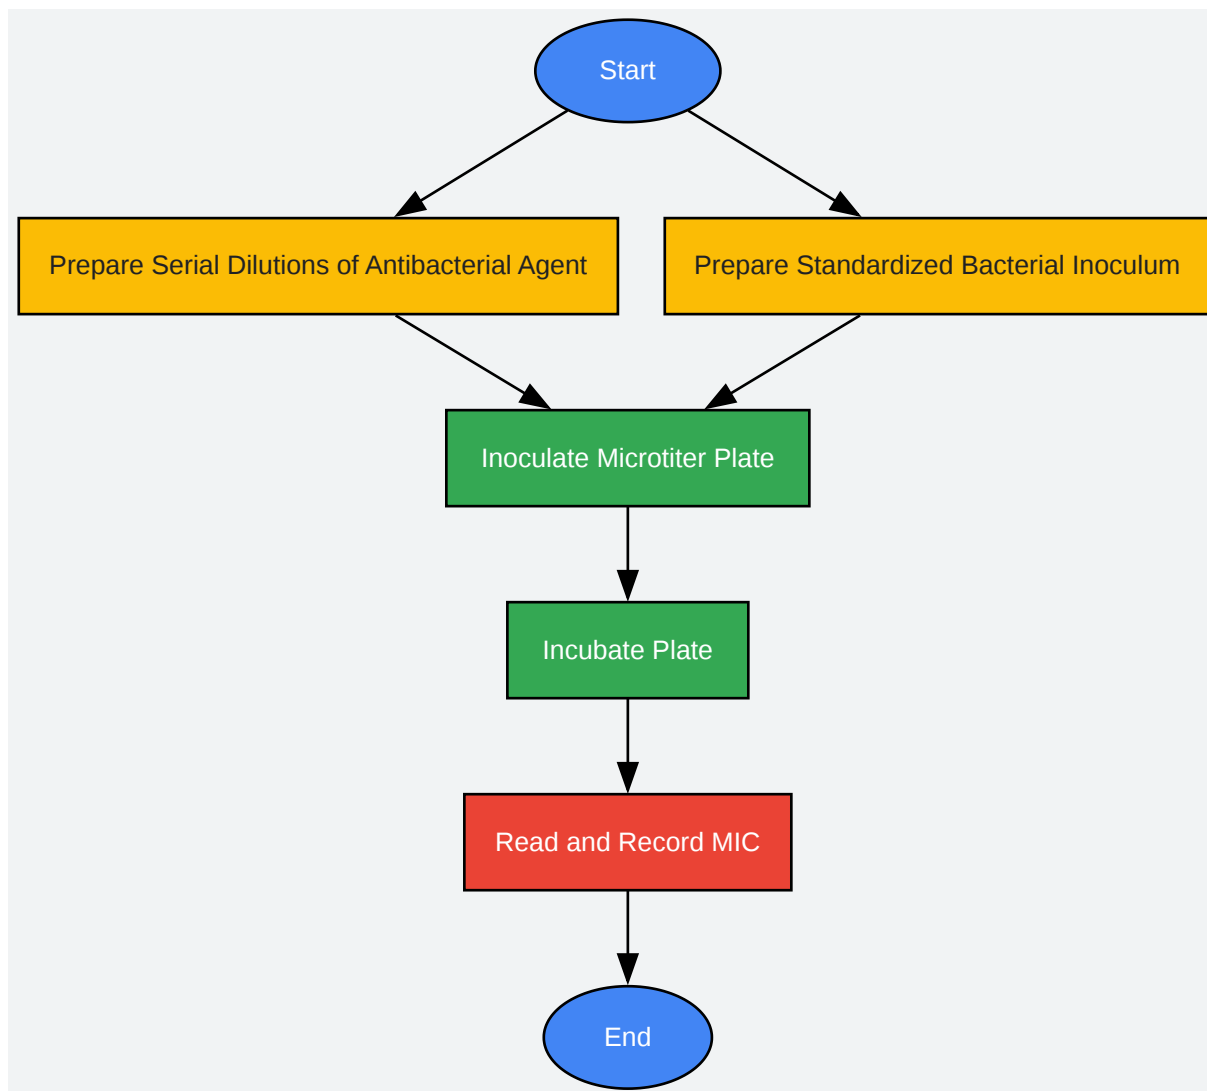 Start
Prepare Serial Dilutions of Antibacterial Agent
Prepare Standardized Bacterial Inoculum
Inoculate Microtiter Plate
Incubate Plate
Read and Record MIC
End